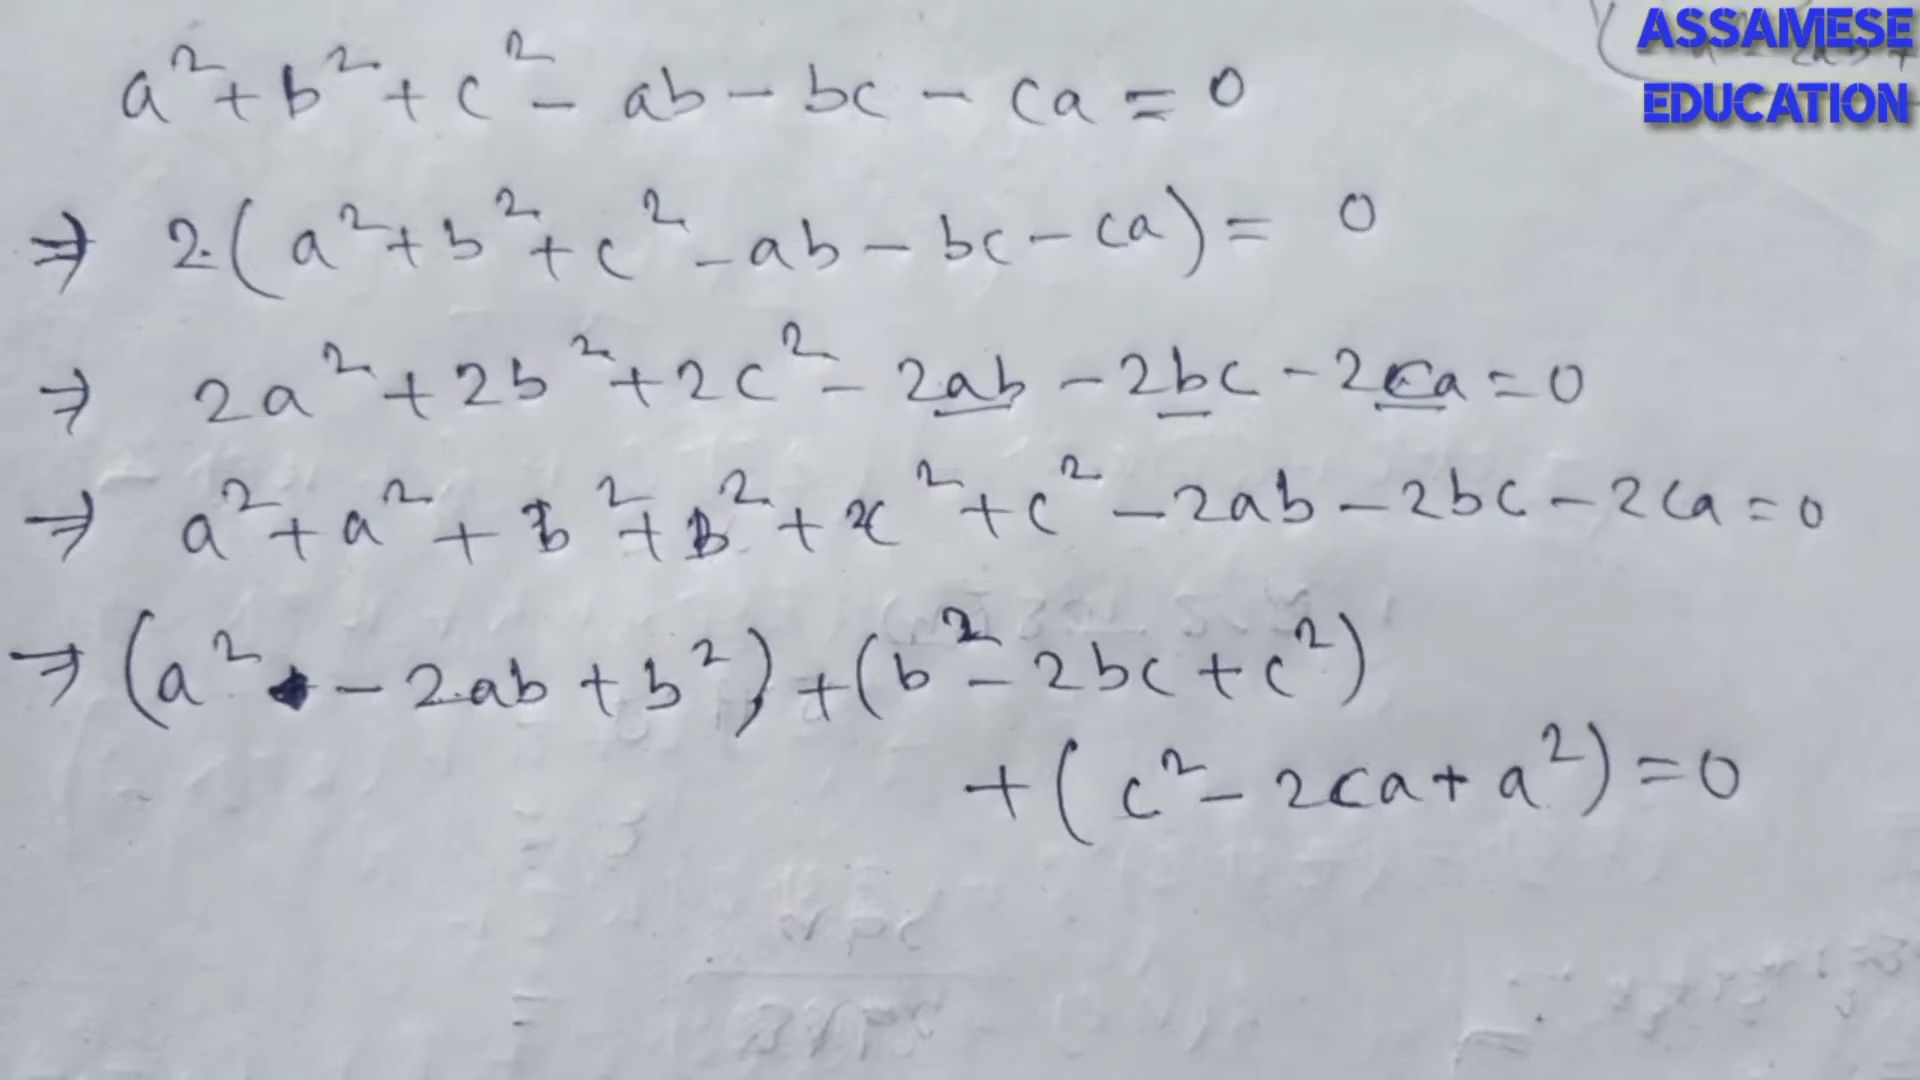 a² + b² + c² - ab - bc - ca = 0
⇒ 2(a² + b² + c² - ab - bc - ca) = 0
⇒ 2a² + 2b² + 2c² - 2ab - 2bc - 2ca = 0
⇒ a² + a² + b² + b² + c² + c² - 2ab - 2bc - 2ca = 0
⇒ (a² - 2ab + b²) + (b² - 2bc + c²)
+ (c² - 2ca + a²) = 0
ASSAMESE
EDUCATION